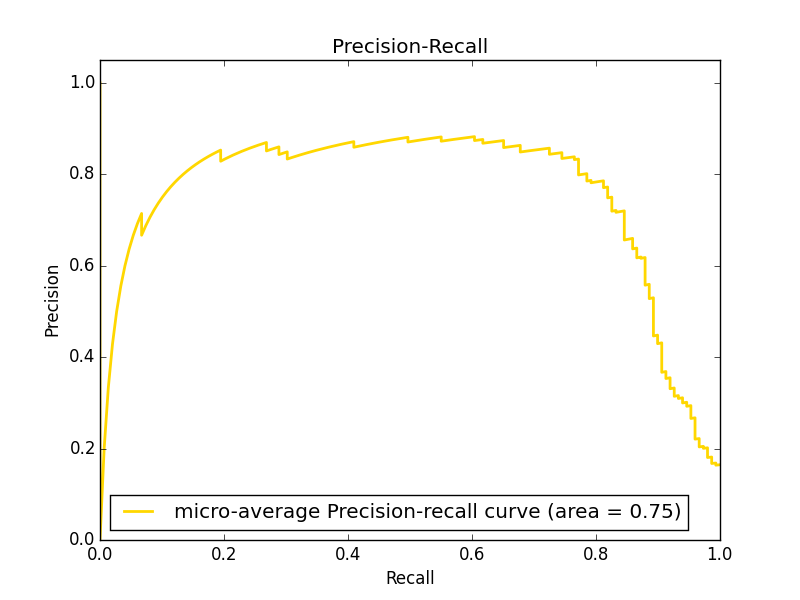 Precision-Recall
1.0
0.8
0.6
0.4
0.2
0.0
Precision
micro-average Precision-recall curve (area = 0.75)
0.0 0.2 0.4 0.6 0.8 1.0
Recall